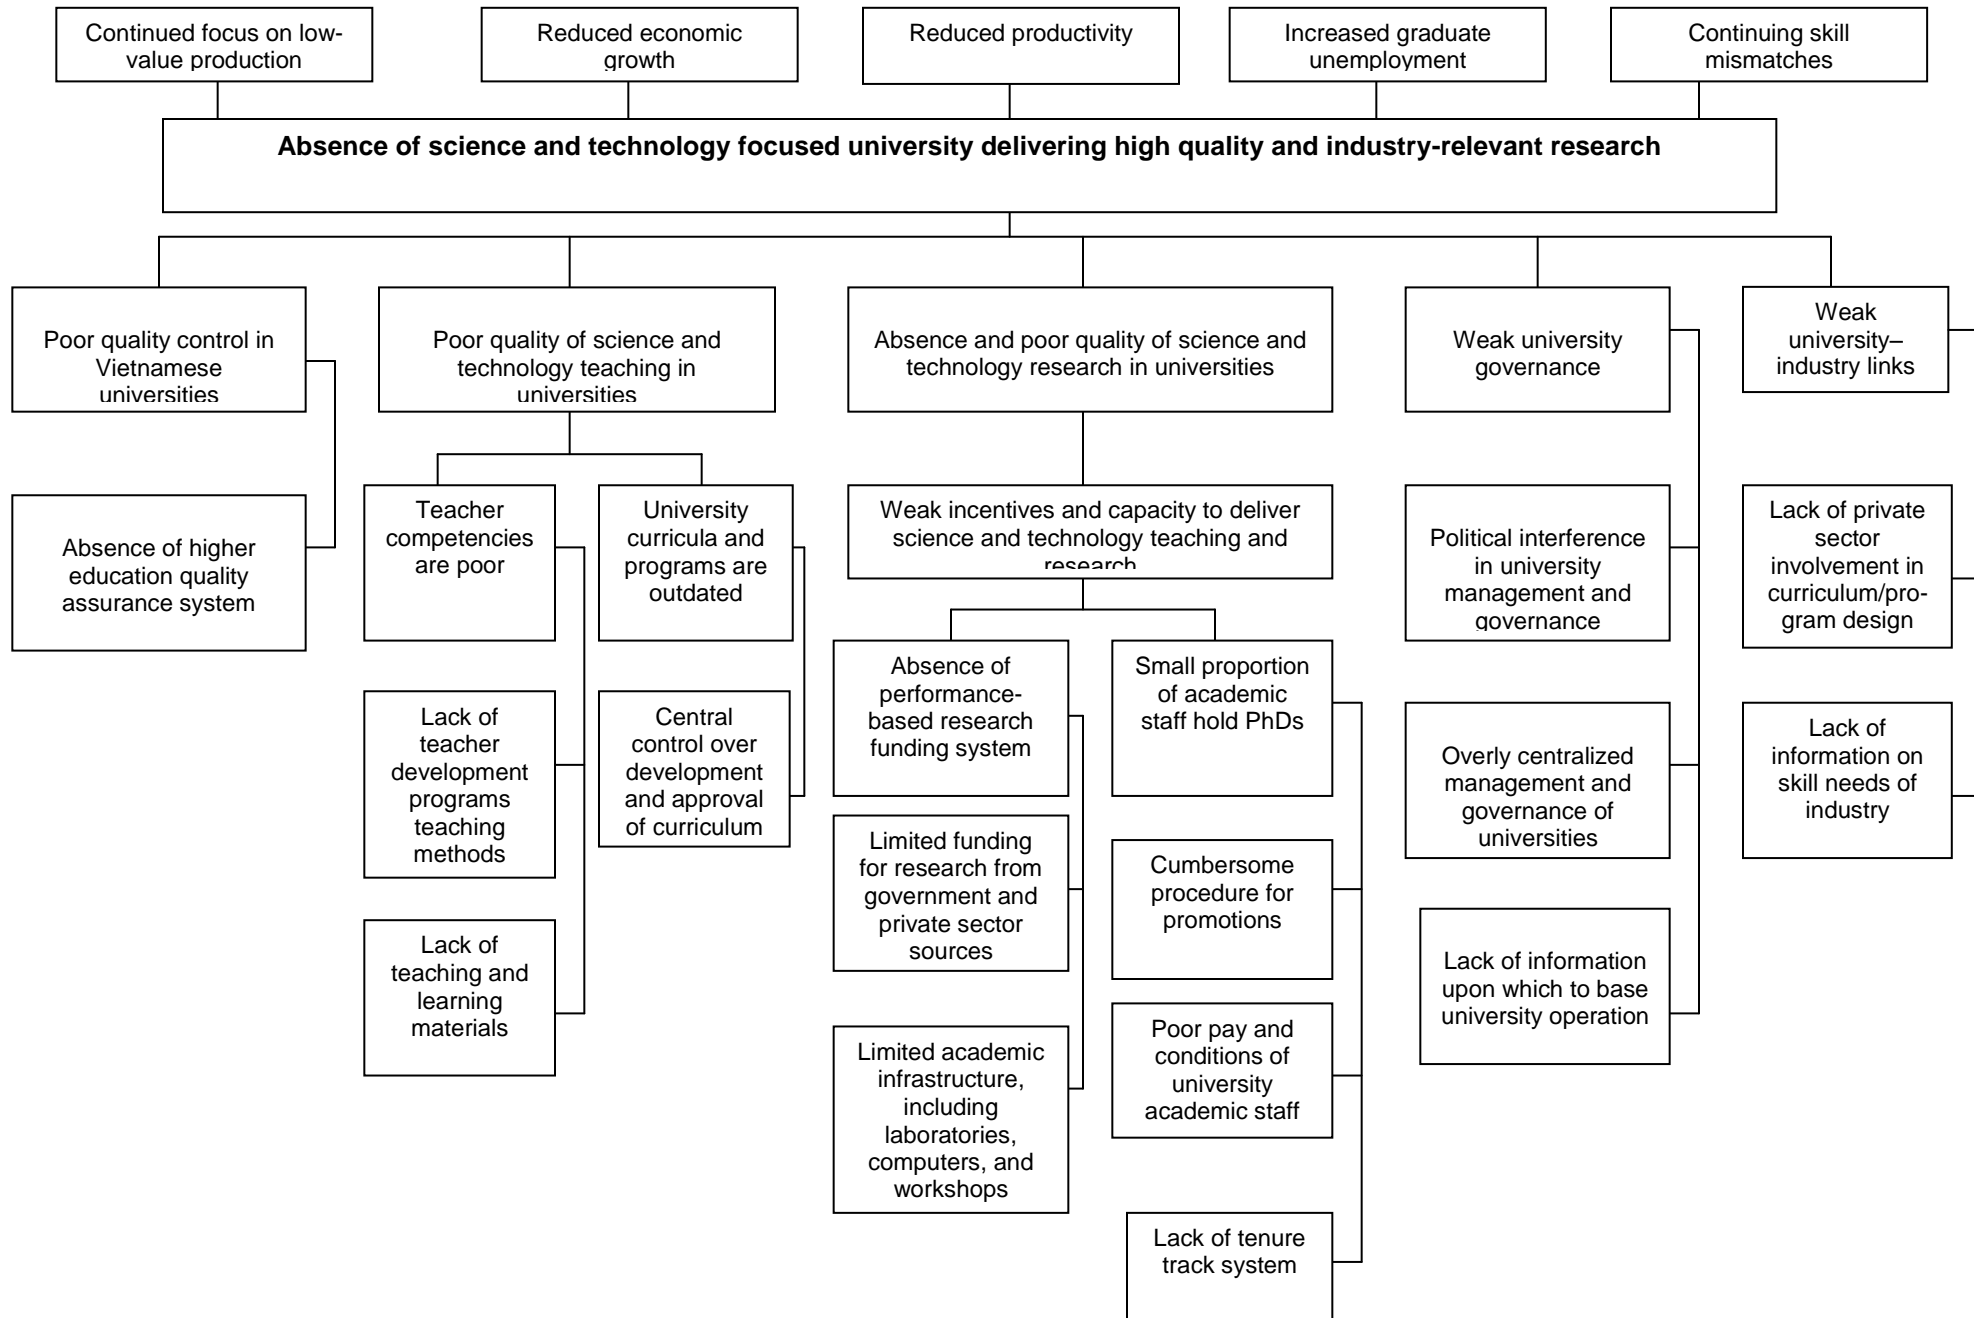 Continued focus on low-
value production
Reduced economic
growth
Reduced productivity
Increased graduate
unemployment
Continuing skill
mismatches
Absence of science and technology focused university delivering high quality and industry-relevant research
Poor quality control in
Vietnamese
universities
Poor quality of science and
technology teaching in
universities
Absence and poor quality of science and
technology research in universities
Weak university
governance
Weak
university–
industry links
Absence of higher
education quality
assurance system
Teacher
competencies
are poor
University
curricula and
programs are
outdated
Weak incentives and capacity to deliver
science and technology teaching and
research
Political interference
in university
management and
governance
Lack of private
sector
involvement in
curriculum/pro-
gram design
Lack of
teacher
development
programs
teaching
methods
Central
control over
development
and approval
of curriculum
Absence of
performance-
based research
funding system
Small proportion
of academic
staff hold PhDs
Overly centralized
management and
governance of
universities
Lack of
information on
skill needs of
industry
Limited funding
for research from
government and
private sector
sources
Cumbersome
procedure for
promotions
Lack of
teaching and
learning
materials
Lack of information
upon which to base
university operation
Limited academic
infrastructure,
including
laboratories,
computers, and
workshops
Poor pay and
conditions of
university
academic staff
Lack of tenure
track system